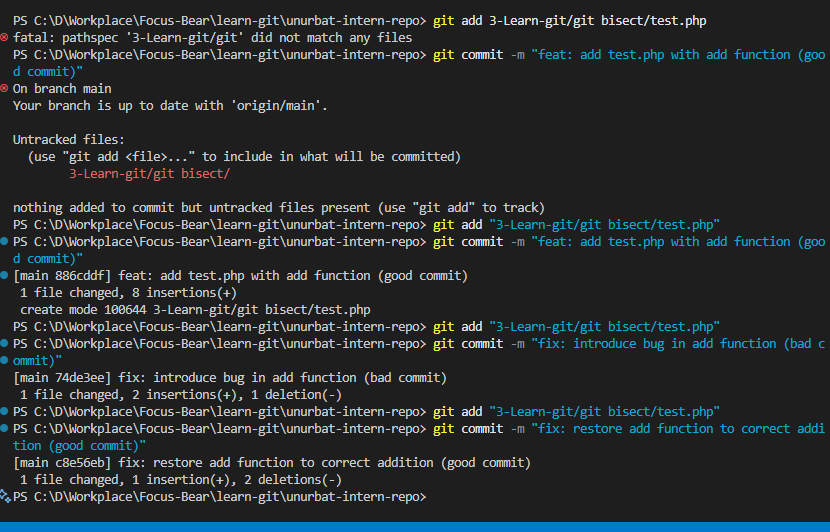 PS C:\D\Workplace\Focus-Bear\learn-git\unurbat-intern-repo> git add 3-Learn-git/git bisect/test.php
fatal: pathspec '3-Learn-git/git' did not match any files
PS C:\D\Workplace\Focus-Bear\learn-git\unurbat-intern-repo> git commit -m "feat: add test.php with add function (goo
d commit)"
On branch main
Your branch is up to date with 'origin/main'.
Untracked files:
(use "git add <file>..." to include in what will be committed)
3-Learn-git/git bisect/
nothing added to commit but untracked files present (use "git add" to track)
PS C:\D\Workplace\Focus-Bear\learn-git\unurbat-intern-repo> git add "3-Learn-git/git bisect/test.php"
PS C:\D\Workplace\Focus-Bear\learn-git\unurbat-intern-repo> git commit -m "feat: add test.php with add function (goo
d commit)"
[main 886cddf] feat: add test.php with add function (good commit)
1 file changed, 8 insertions(+)
create mode 100644 3-Learn-git/git bisect/test.php
PS C:\D\Workplace\Focus-Bear\learn-git\unurbat-intern-repo> git add "3-Learn-git/git bisect/test.php"
PS C:\D\Workplace\Focus-Bear\learn-git\unurbat-intern-repo> git commit -m "fix: introduce bug in add function (bad c
ommit)"
[main 74de3ee] fix: introduce bug in add function (bad commit)
1 file changed, 2 insertions(+), 1 deletion(-)
PS C:\D\Workplace\Focus-Bear\learn-git\unurbat-intern-repo> git add "3-Learn-git/git bisect/test.php"
PS C:\D\Workplace\Focus-Bear\learn-git\unurbat-intern-repo> git commit -m "fix: restore add function to correct addi
tion (good commit)"
[main c8e56eb] fix: restore add function to correct addition (good commit)
1 file changed, 1 insertion(+), 2 deletions(-)
PS C:\D\Workplace\Focus-Bear\learn-git\unurbat-intern-repo>